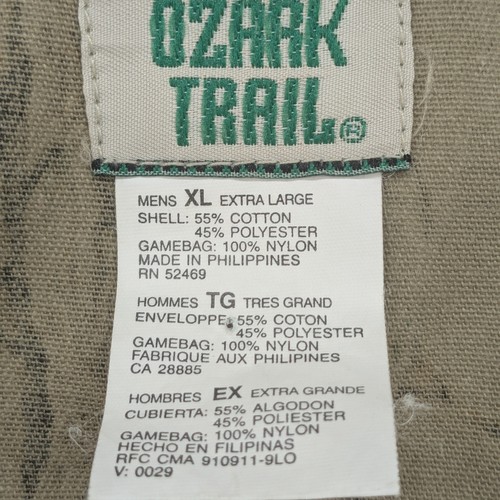 OZARK
TRAIL®
MENS XL EXTRA LARGE
SHELL: 55% COTTON
45% POLYESTER
GAMEBAG: 100% NYLON
MADE IN PHILIPPINES
RN 52469
HOMMES TG TRES GRAND
ENVELOPPE: 55% COTON
45% POLYESTER
GAMEBAG: 100% NYLON
FABRIQUE AUX PHILIPINES
CA 28885
HOMBRES EX EXTRA GRANDE
CUBIERTA: 55% ALGODON
45% POLIESTER
GAMEBAG: 100% NYLON
HECHO EN FILIPINAS
RFC CMA 910911-9LO
V: 0029